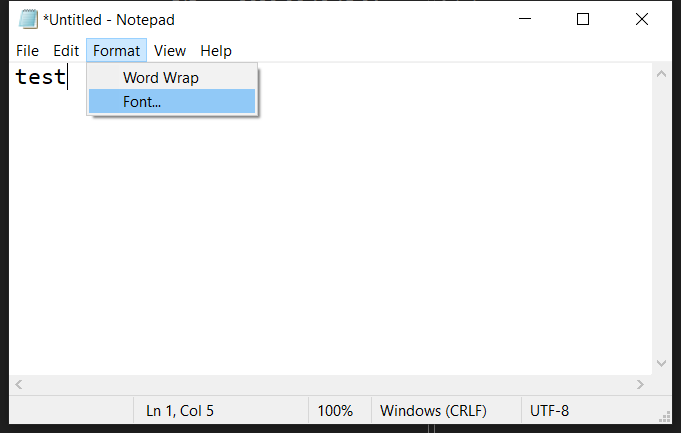 *Untitled - Notepad
File Edit Format View Help
test
Word Wrap
Font...
Ln 1, Col 5 100% Windows (CRLF) UTF-8